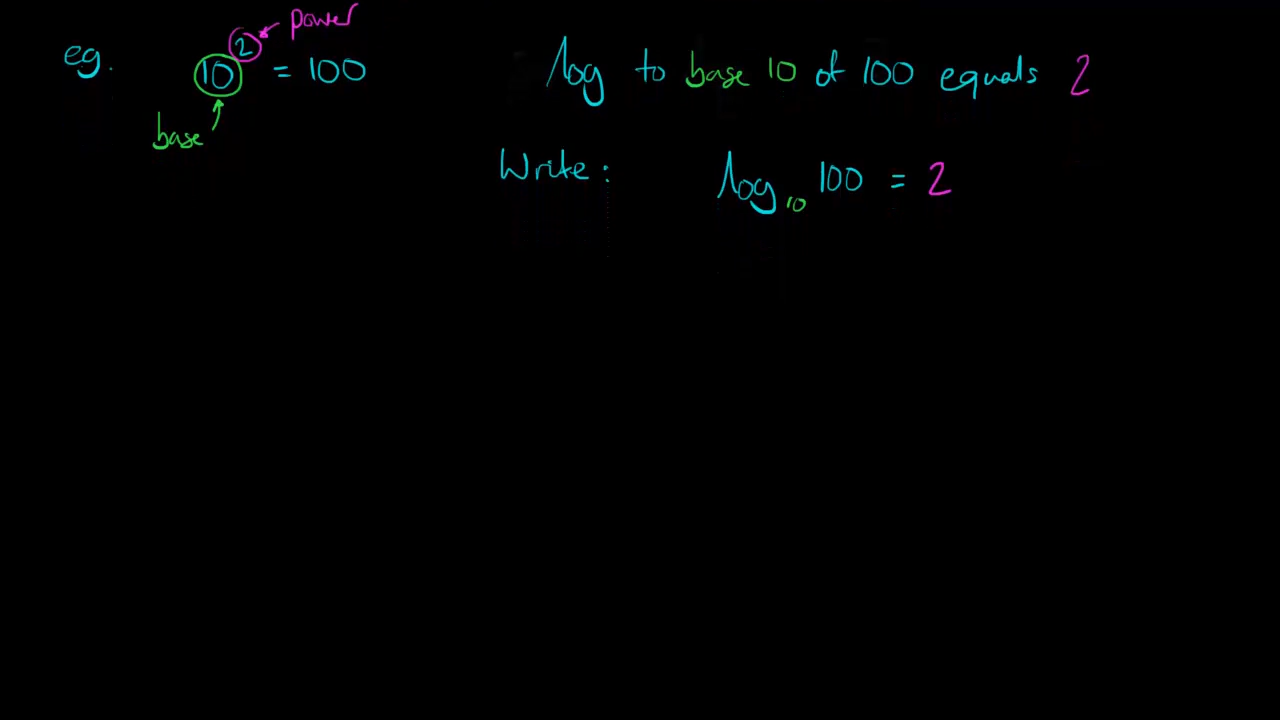 eg. 10² = 100 power
base
log to base 10 of 100 equals 2
Write: log₁₀ 100 = 2